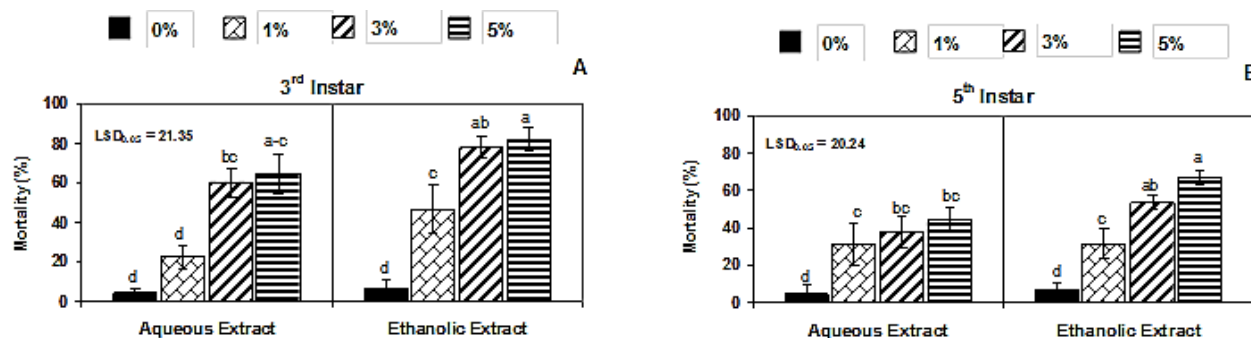 0% 1% 3% 5%
A
3rd Instar
LSD0.05 = 21.35
Mortality (%)
100
80
60
40
20
0
d d bc a-c d c ab a
Aqueous Extract Ethanolic Extract
0% 1% 3% 5%
5th Instar
LSD0.05 = 20.24
Mortality (%)
100
80
60
40
20
0
d c bc bc d c ab a
Aqueous Extract Ethanolic Extract